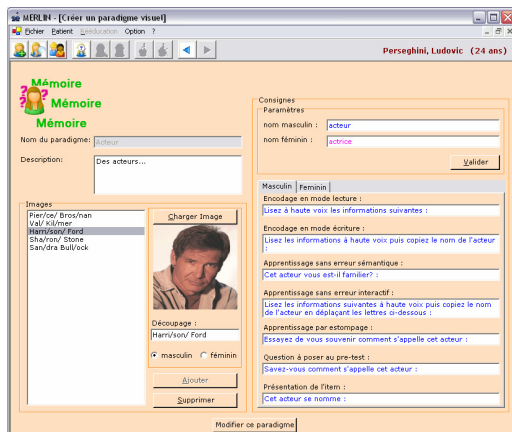 MERLIN - [Créer un paradigme visuel]
Fichier Patient Rééducation Option ?
Perseghini, Ludovic (24 ans)
Mémoire
Mémoire
Mémoire
Nom du paradigme: Acteur
Description: Des acteurs...
Images
Pier/ce/ Bros/nan
Val/ Kil/mer
Harri/son/ Ford
Sha/ron/ Stone
San/dra Bull/ock
Charger Image
Découpage :
Harri/son/ Ford
masculin féminin
Ajouter
Supprimer
Consignes
Paramètres
nom masculin : acteur
nom féminin : actrice
Valider
Masculin Feminin
Encodage en mode lecture :
Lisez à haute voix les informations suivantes :
Encodage en mode écriture :
Lisez les informations à haute voix puis copiez le nom de l'acteur
:
Apprentissage sans erreur sémantique :
Cet acteur vous est-il familier? :
Apprentissage sans erreur interactif :
Lisez les informations suivantes à haute voix puis copiez le nom
de l'acteur en déplaçant les lettres ci-dessous :
Apprentissage par estompage :
Essayez de vous souvenir comment s'appelle cet acteur :
Question à poser au pre-test :
Savez-vous comment s'appelle cet acteur :
Présentation de l'item :
Cet acteur se nomme :
Modifier ce paradigme